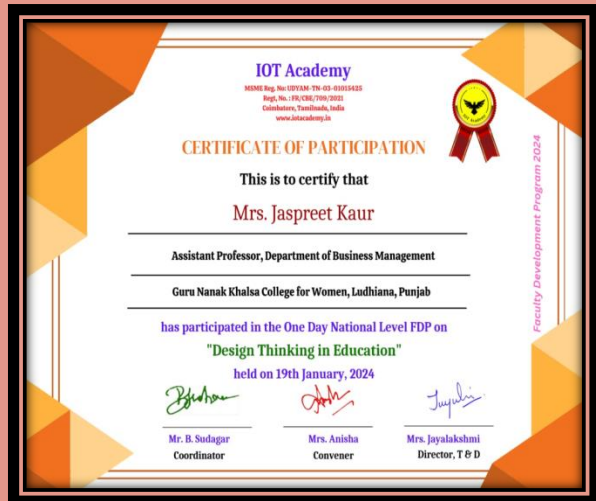 IOT Academy
MSME Reg. No: UDYAM-TN-03-01015425
Regt, No. : FR/CBE/709/2021
Coimbatore, Tamilnadu, India
www.iotacademy.in
IOT ACADEMY
CERTIFICATE OF PARTICIPATION
This is to certify that
Mrs. Jaspreet Kaur
Assistant Professor, Department of Business Management
Guru Nanak Khalsa College for Women, Ludhiana, Punjab
has participated in the One Day National Level FDP on
"Design Thinking in Education"
held on 19th January, 2024
Mr. B. Sudagar
Coordinator
Mrs. Anisha
Convener
Mrs. Jayalakshmi
Director, T & D
Faculty Development Program 2024